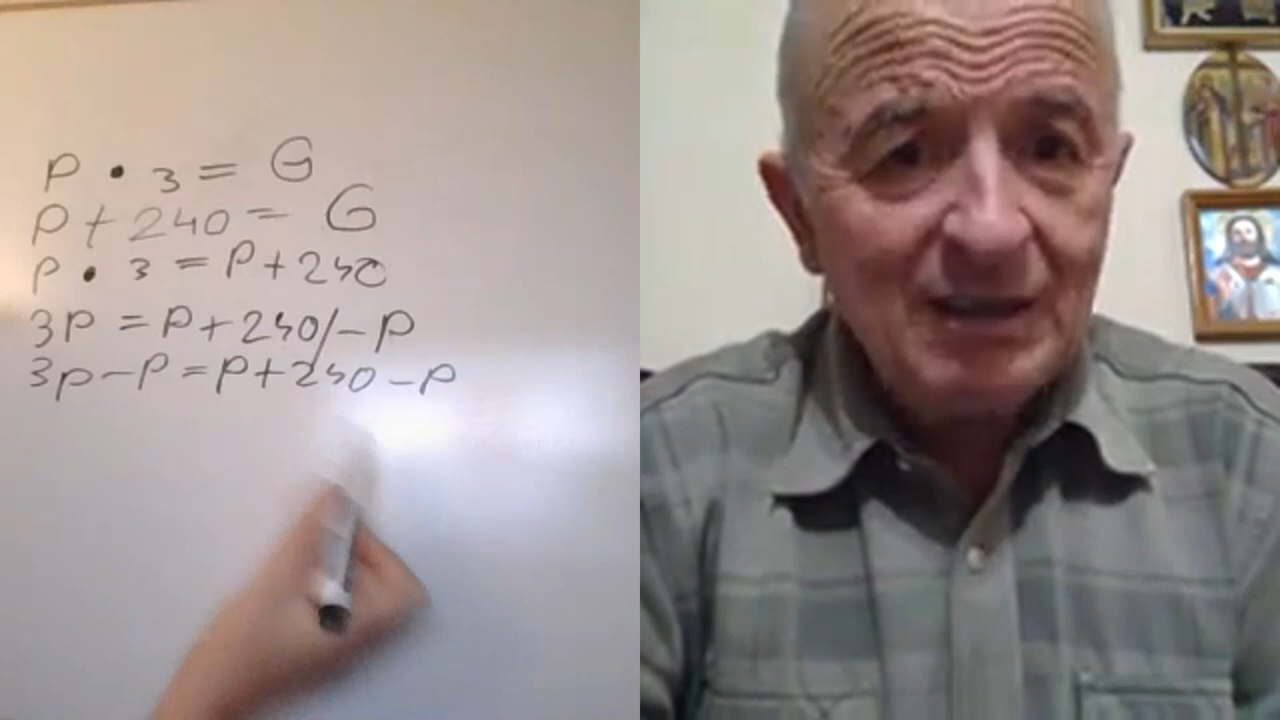 P • 3 = G
P + 240 = G
P • 3 = P + 240
3P = P + 240 / - P
3P - P = P + 240 - P